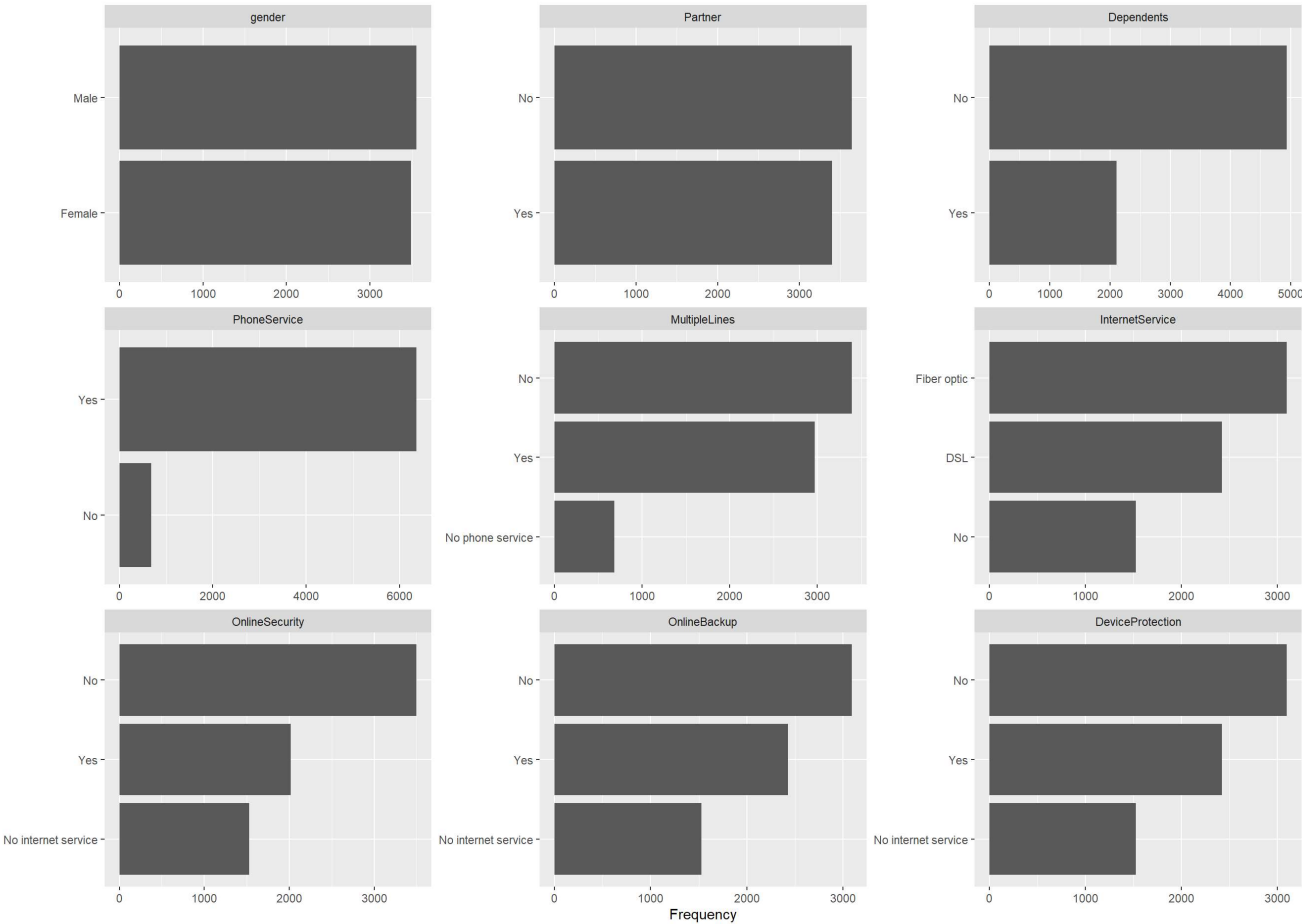 gender
Male
Female
0 1000 2000 3000
Partner
No
Yes
0 1000 2000 3000
Dependents
No
Yes
0 1000 2000 3000 4000 5000
PhoneService
Yes
No
0 2000 4000 6000
MultipleLines
No
Yes
No phone service
0 1000 2000 3000
InternetService
Fiber optic
DSL
No
0 1000 2000 3000
OnlineSecurity
No
Yes
No internet service
0 1000 2000 3000
OnlineBackup
No
Yes
No internet service
0 1000 2000 3000
DeviceProtection
No
Yes
No internet service
0 1000 2000 3000
Frequency